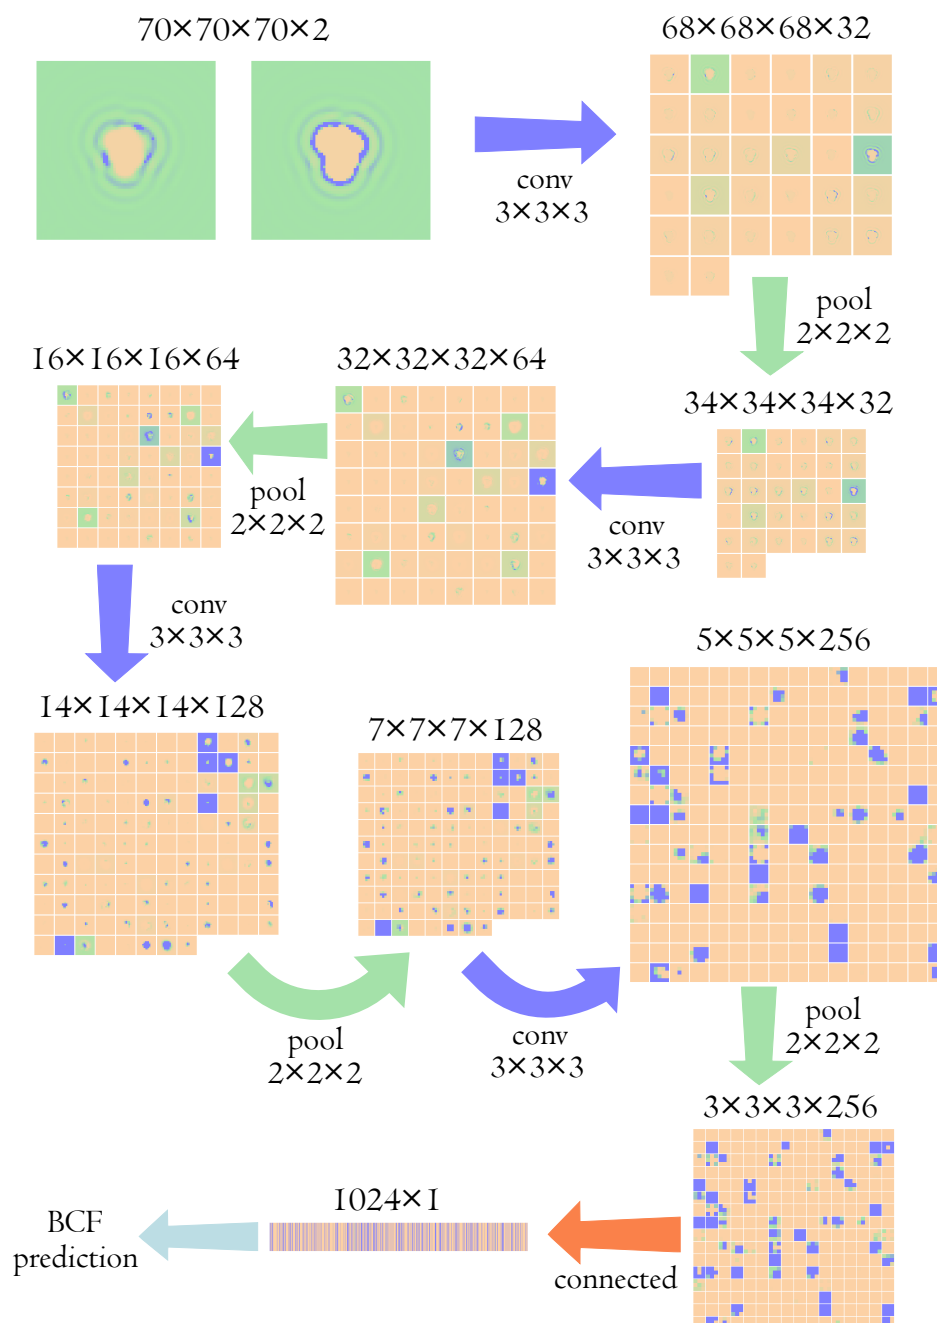 70×70×70×2
68×68×68×32
conv
3×3×3
pool
2×2×2
34×34×34×32
conv
3×3×3
32×32×32×64
pool
2×2×2
16×16×16×64
conv
3×3×3
14×14×14×128
pool
2×2×2
7×7×7×128
conv
3×3×3
5×5×5×256
pool
2×2×2
3×3×3×256
connected
1024×1
BCF
prediction